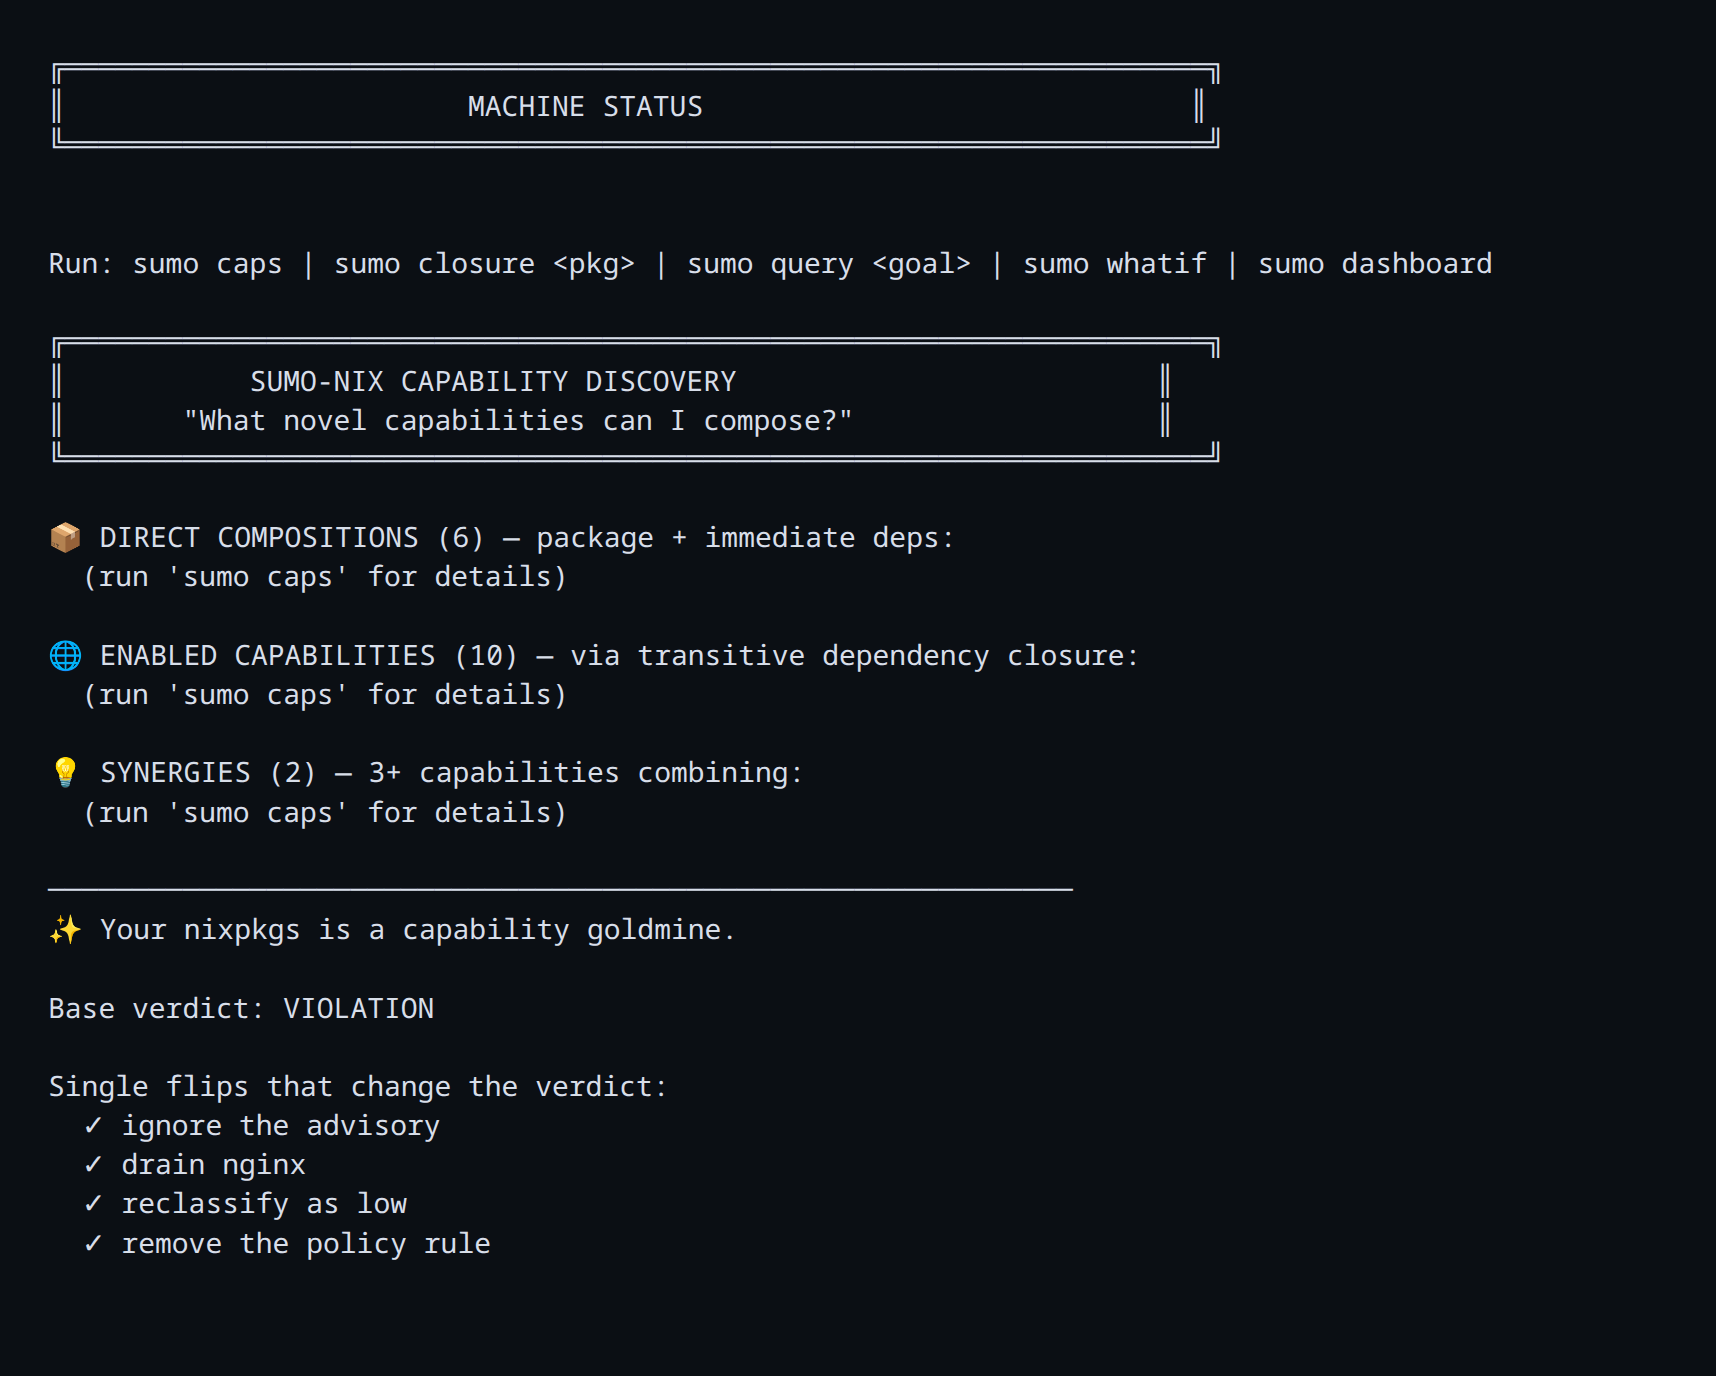 MACHINE STATUS
Run: sumo caps | sumo closure <pkg> | sumo query <goal> | sumo whatif | sumo dashboard
SUMO-NIX CAPABILITY DISCOVERY
"What novel capabilities can I compose?"
📦 DIRECT COMPOSITIONS (6) — package + immediate deps:
(run 'sumo caps' for details)
🌐 ENABLED CAPABILITIES (10) — via transitive dependency closure:
(run 'sumo caps' for details)
💡 SYNERGIES (2) — 3+ capabilities combining:
(run 'sumo caps' for details)
✨ Your nixpkgs is a capability goldmine.
Base verdict: VIOLATION
Single flips that change the verdict:
✓ ignore the advisory
✓ drain nginx
✓ reclassify as low
✓ remove the policy rule